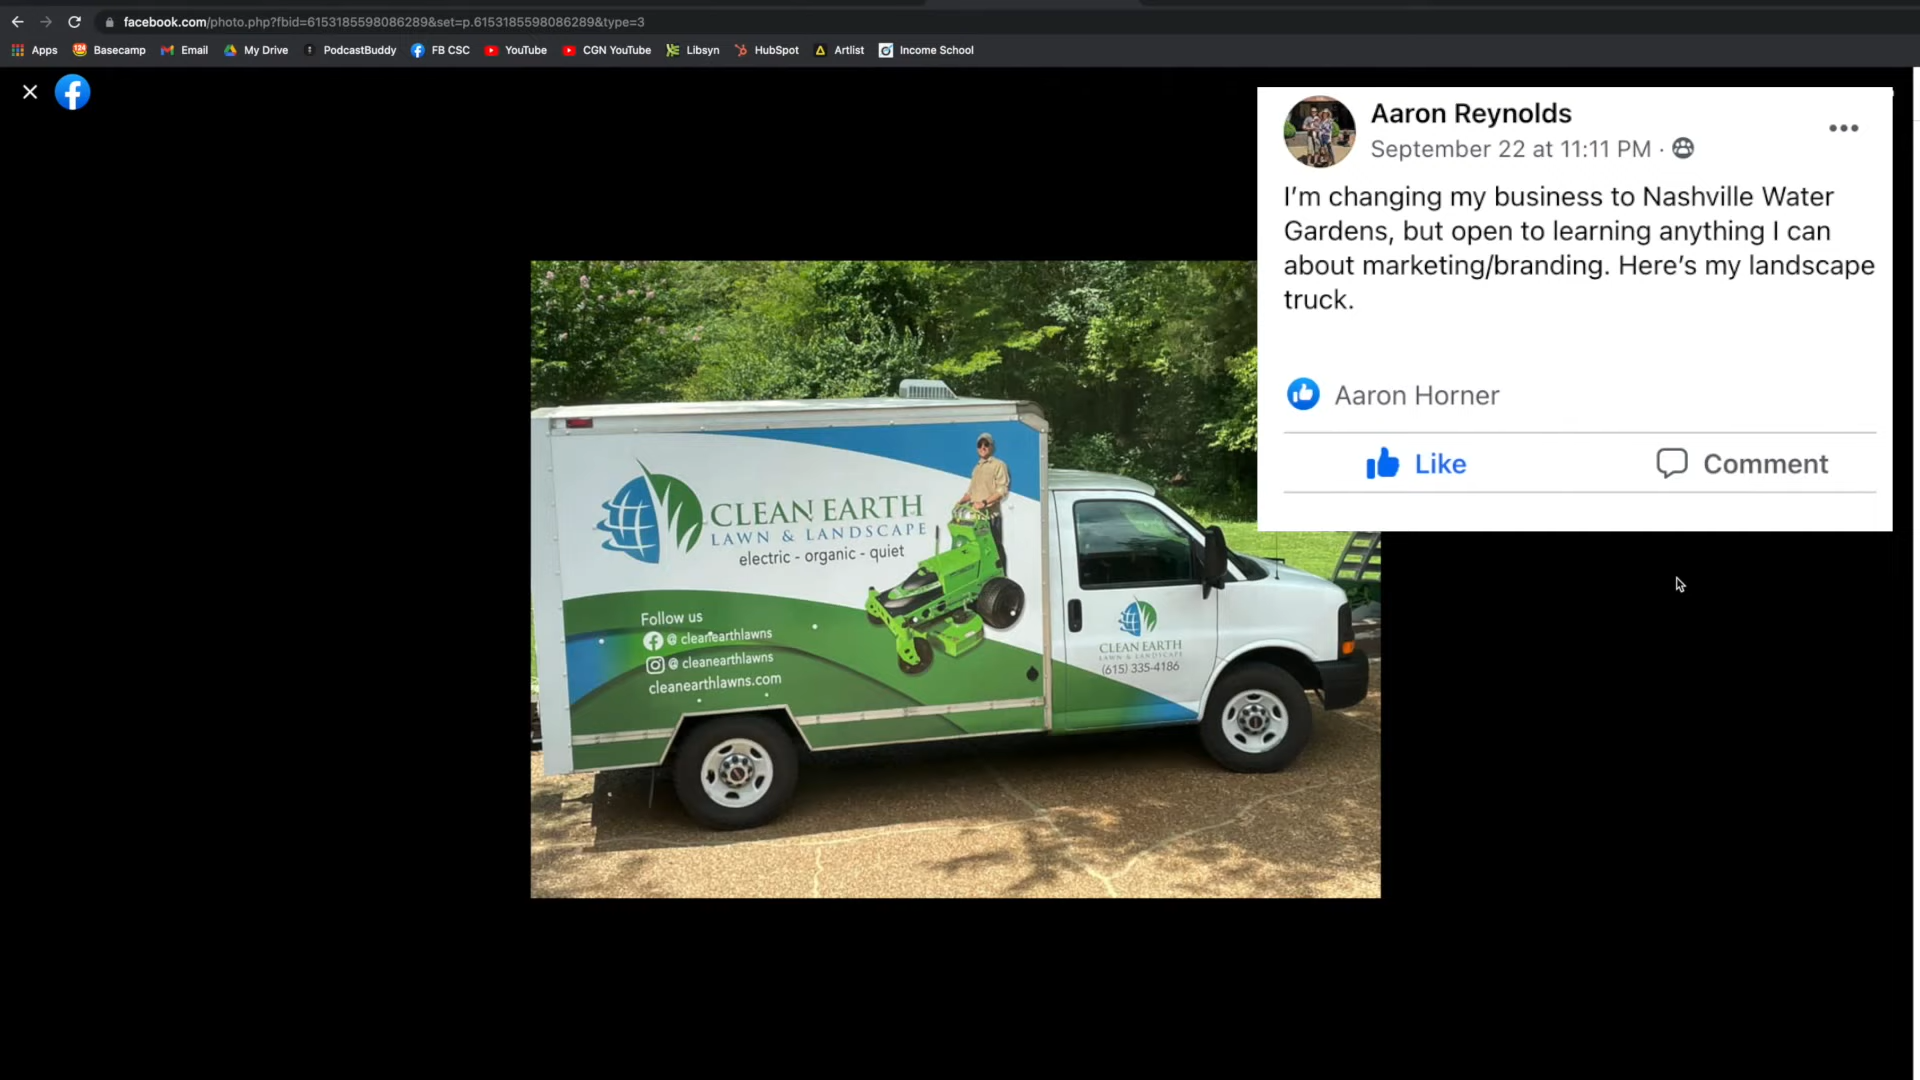 facebook.com/photo.php?fbid=6153185598086289&set=p.6153185598086289&type=3
Apps Basecamp Email My Drive PodcastBuddy FB CSC YouTube CGN YouTube Libsyn HubSpot Artlist Income School
Aaron Reynolds
September 22 at 11:11 PM ·
I'm changing my business to Nashville Water
Gardens, but open to learning anything I can
about marketing/branding. Here's my landscape
truck.
Aaron Horner
Like Comment
CLEAN EARTH
LAWN & LANDSCAPE
electric - organic - quiet
Follow us
@ cleanearthlawns
@ cleanearthlawns
cleanearthlawns.com
CLEAN EARTH
LAWN & LANDSCAPE
(615) 335-4186